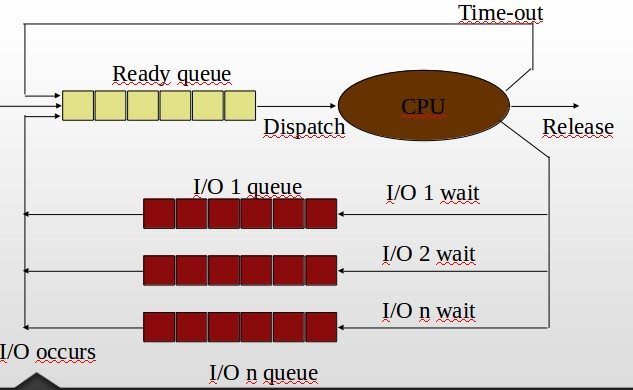 Time-out
Ready queue
CPU
Dispatch
Release
I/O 1 queue
I/O 1 wait
I/O 2 wait
I/O n wait
I/O occurs
I/O n queue